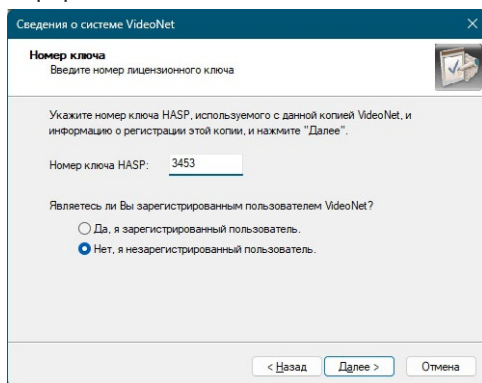 Сведения о системе VideoNet
Номер ключа
Введите номер лицензионного ключа
Укажите номер ключа HASP, используемого с данной копией VideoNet, и
информацию о регистрации этой копии, и нажмите "Далее".
Номер ключа HASP: 3453
Являетесь ли Вы зарегистрированным пользователем VideoNet?
Да, я зарегистрированный пользователь.
Нет, я незарегистрированный пользователь.
< Назад Далее > Отмена